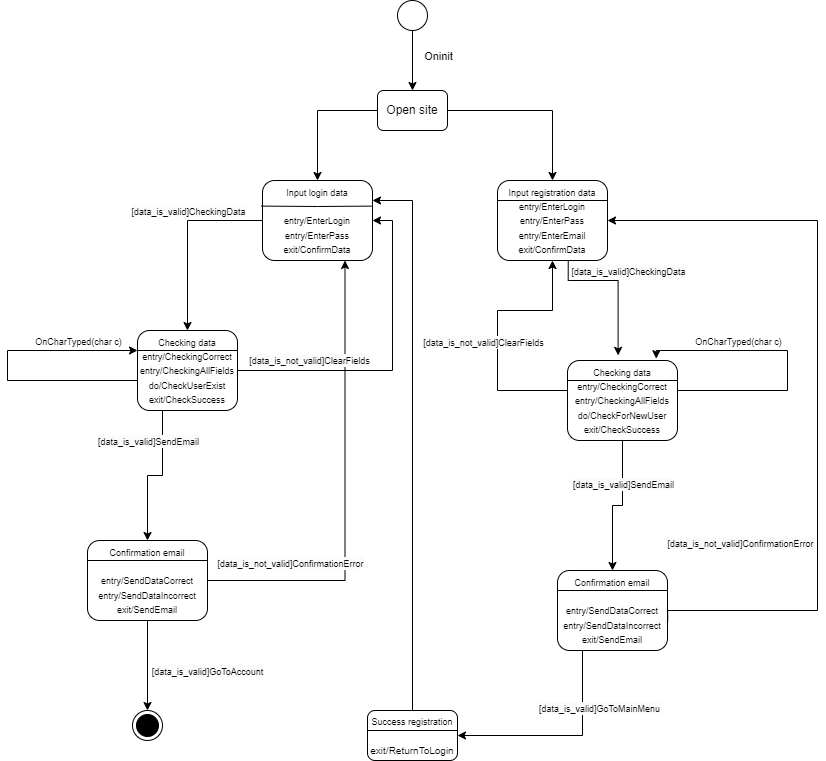 Oninit
Open site
Input login data
entry/EnterLogin
entry/EnterPass
exit/ConfirmData
Input registration data
entry/EnterLogin
entry/EnterPass
entry/EnterEmail
exit/ConfirmData
[data_is_valid]CheckingData
[data_is_valid]CheckingData
OnCharTyped(char c)
Checking data
entry/CheckingCorrect
entry/CheckingAllFields
do/CheckUserExist
exit/CheckSuccess
[data_is_not_valid]ClearFields
[data_is_not_valid]ClearFields
OnCharTyped(char c)
Checking data
entry/CheckingCorrect
entry/CheckingAllFields
do/CheckForNewUser
exit/CheckSuccess
[data_is_valid]SendEmail
[data_is_valid]SendEmail
Confirmation email
entry/SendDataCorrect
entry/SendDataIncorrect
exit/SendEmail
[data_is_not_valid]ConfirmationError
[data_is_not_valid]ConfirmationError
Confirmation email
entry/SendDataCorrect
entry/SendDataIncorrect
exit/SendEmail
[data_is_valid]GoToAccount
[data_is_valid]GoToMainMenu
Success registration
exit/ReturnToLogin